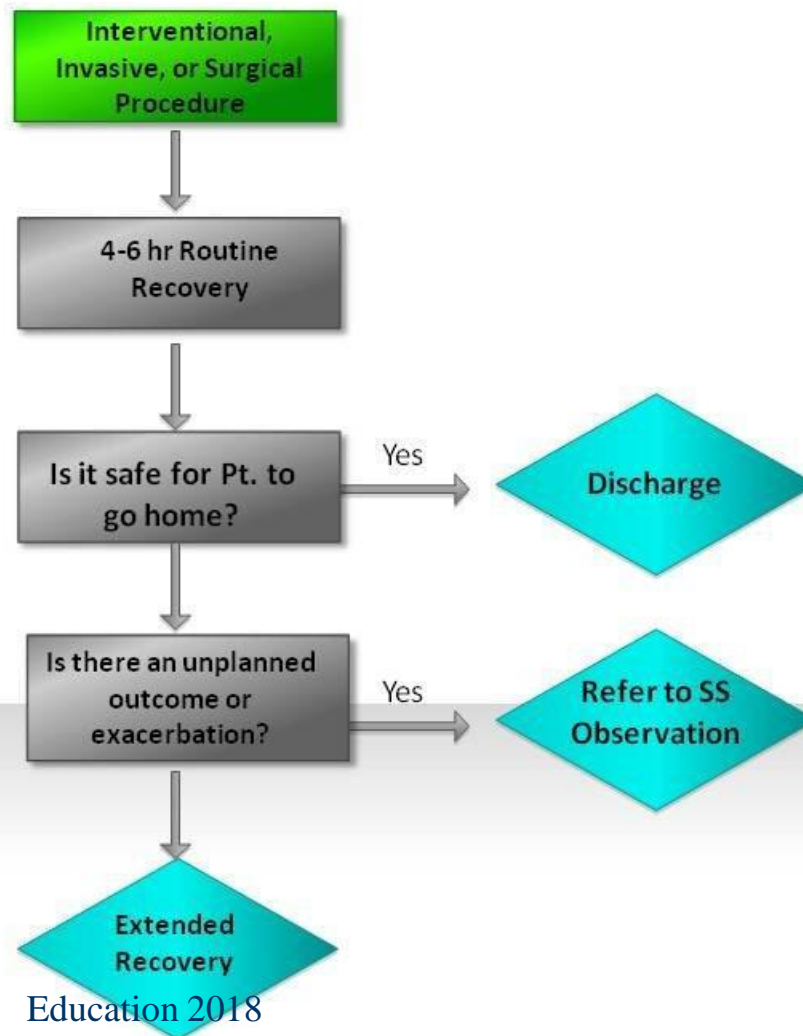 Interventional,
Invasive, or Surgical
Procedure
4-6 hr Routine
Recovery
Is it safe for Pt. to
go home?
Yes
Discharge
Is there an unplanned
outcome or
exacerbation?
Yes
Refer to SS
Observation
Extended
Recovery
Education 2018